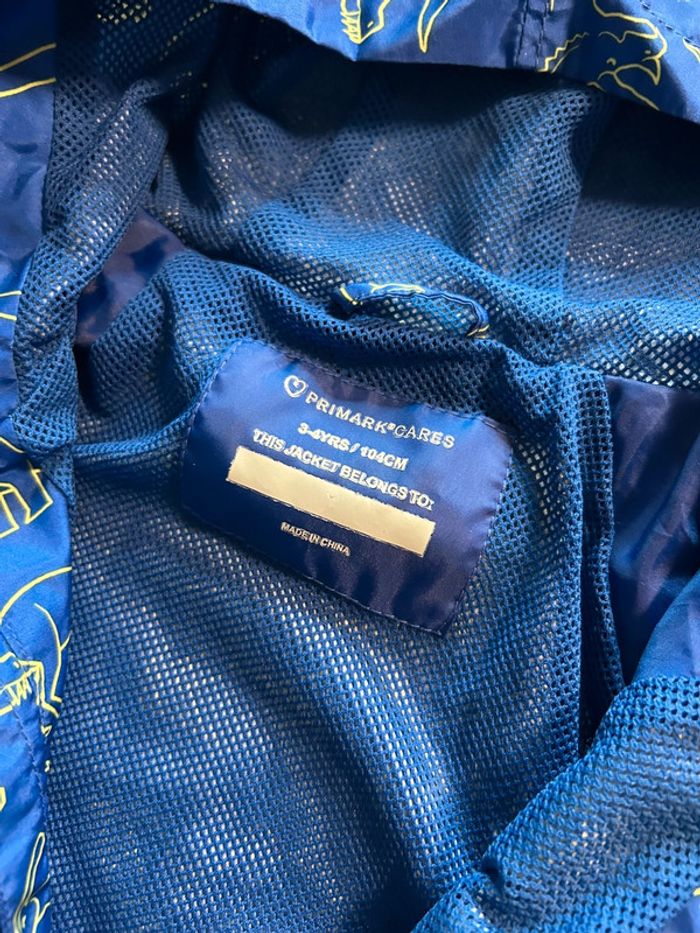 PRIMARK® CARES
3-4YRS / 104CM
THIS JACKET BELONGS TO:
MADE IN CHINA